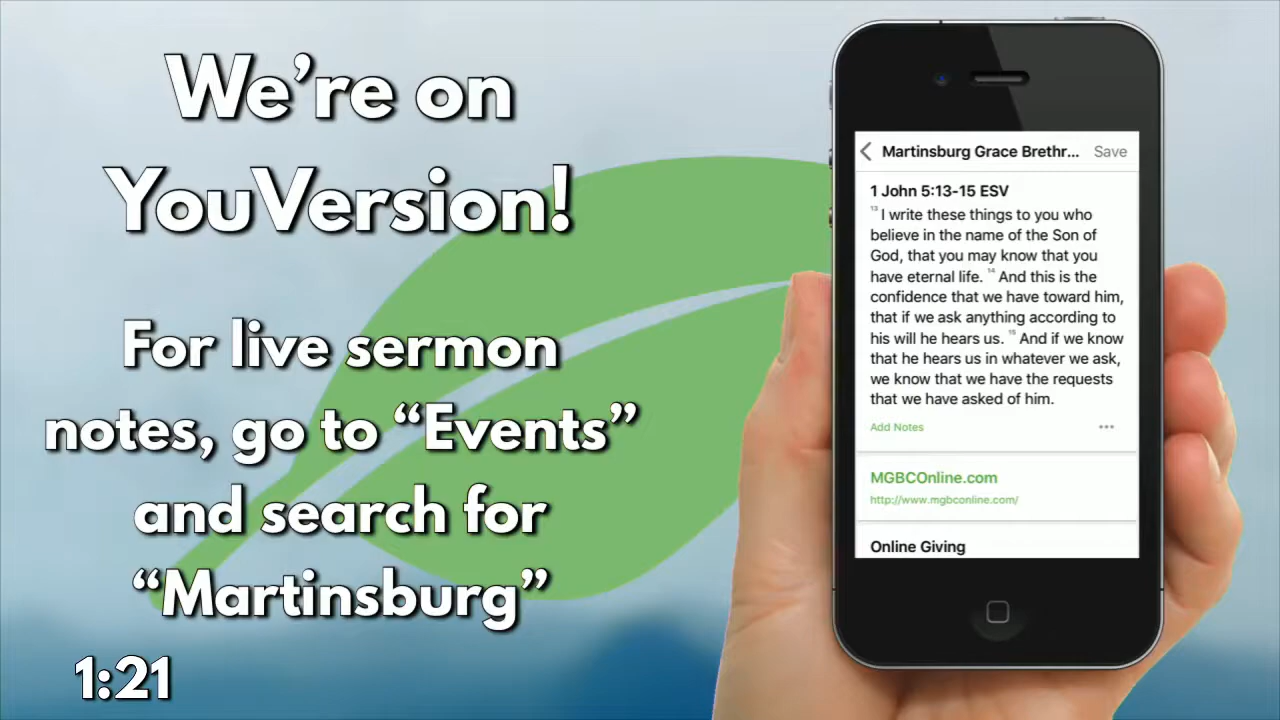 We're on
YouVersion!
For live sermon
notes, go to “Events”
and search for
“Martinsburg”
1:21
Martinsburg Grace Brethr... Save
1 John 5:13-15 ESV
13 I write these things to you who
believe in the name of the Son of
God, that you may know that you
have eternal life. 14 And this is the
confidence that we have toward him,
that if we ask anything according to
his will he hears us. 15 And if we know
that he hears us in whatever we ask,
we know that we have the requests
that we have asked of him.
Add Notes
MGBCOnline.com
http://www.mgbconline.com/
Online Giving